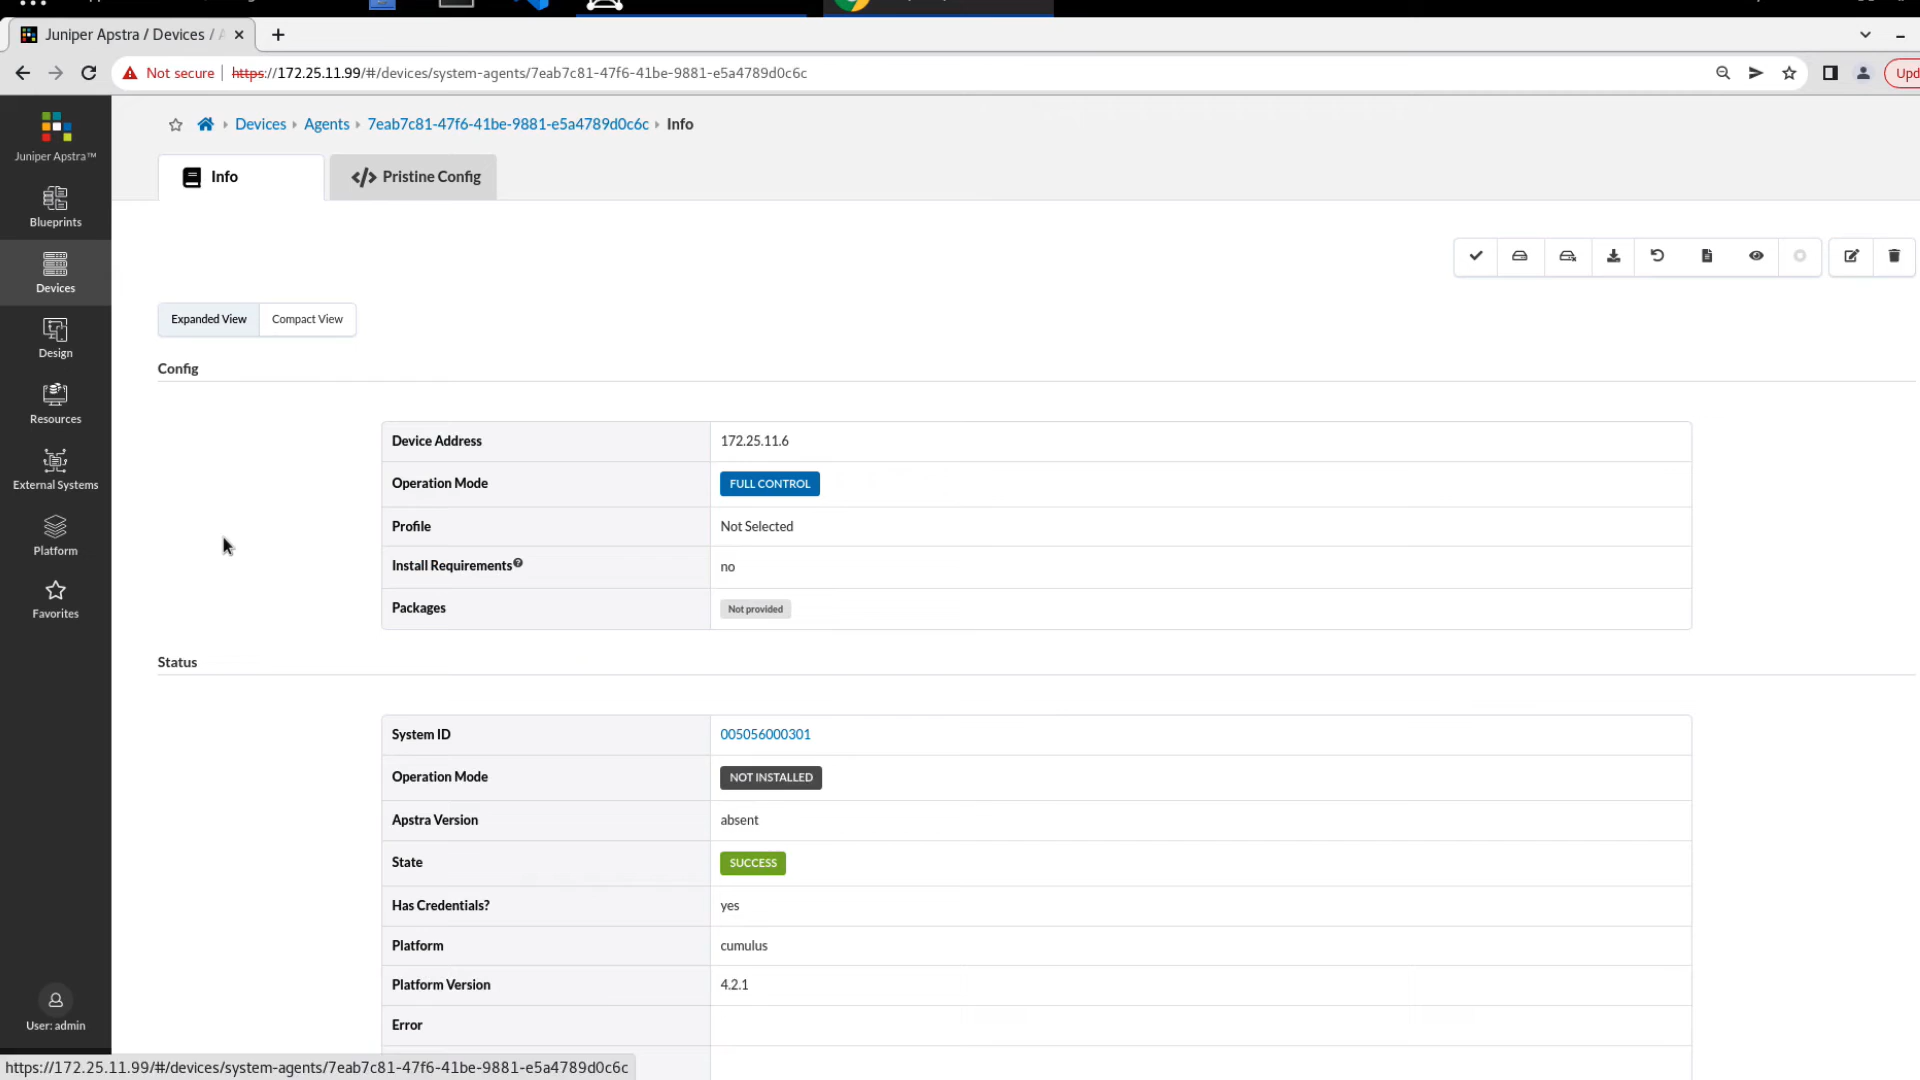 Juniper Apstra / Devices / A
Not secure
https://172.25.11.99/#/devices/system-agents/7eab7c81-47f6-41be-9881-e5a4789d0c6c
Upd
Juniper Apstra™
Devices
Agents
7eab7c81-47f6-41be-9881-e5a4789d0c6c
Info
Info
</> Pristine Config
Blueprints
Devices
Design
Resources
External Systems
Platform
Favorites
User: admin
Expanded View
Compact View
Config
Device Address 172.25.11.6
Operation Mode FULL CONTROL
Profile Not Selected
Install Requirements no
Packages Not provided
Status
System ID 005056000301
Operation Mode NOT INSTALLED
Apstra Version absent
State SUCCESS
Has Credentials? yes
Platform cumulus
Platform Version 4.2.1
Error
https://172.25.11.99/#/devices/system-agents/7eab7c81-47f6-41be-9881-e5a4789d0c6c